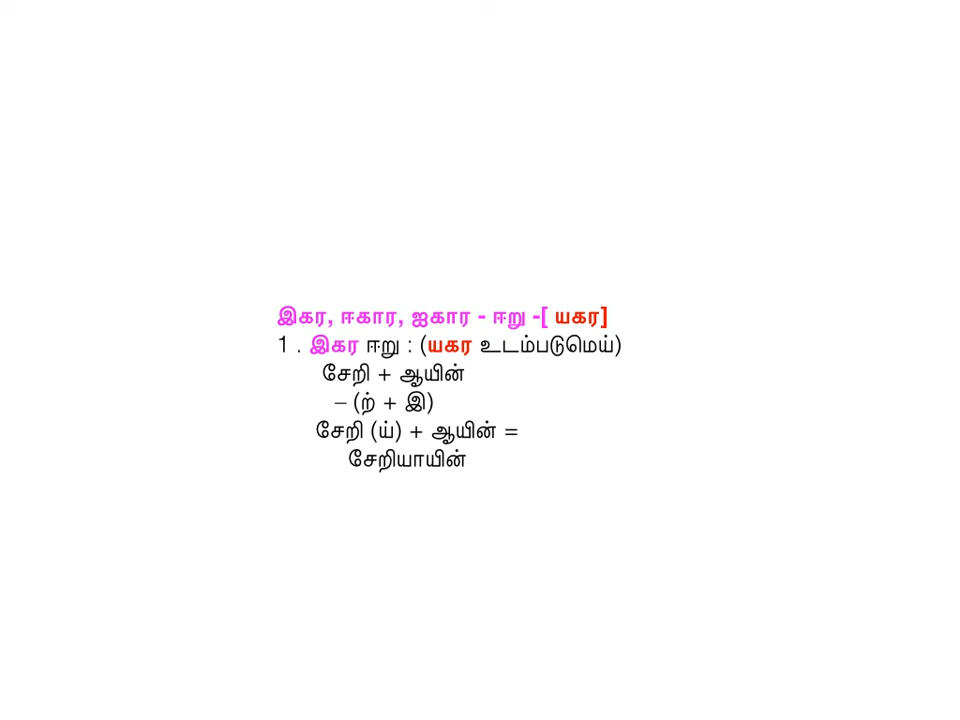 இகர, ஈகார, ஐகார - ஈறு -[ யகர]
1 . இகர ஈறு : (யகர உடம்படுமெய்)
சேறி + ஆயின்
– (ற் + இ)
சேறி (ய்) + ஆயின் =
சேறியாயின்